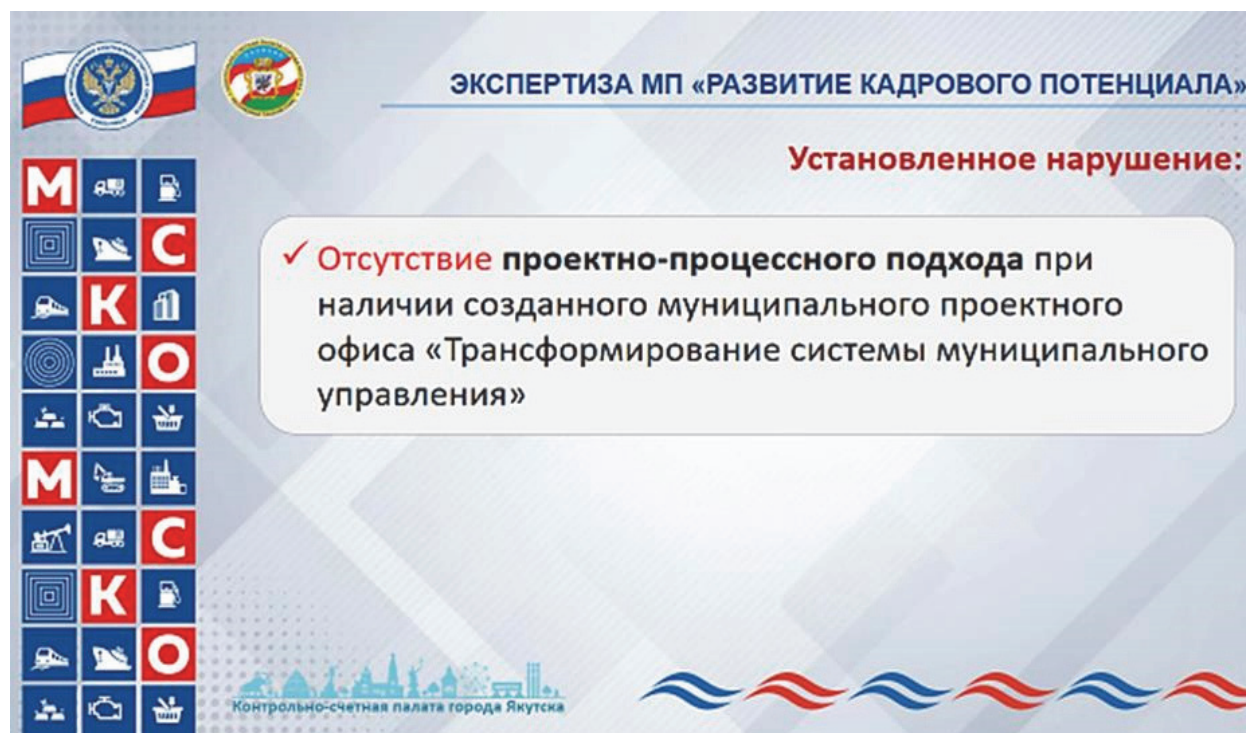 ЭКСПЕРТИЗА МП «РАЗВИТИЕ КАДРОВОГО ПОТЕНЦИАЛА»
Установленное нарушение:
✓ Отсутствие проектно-процессного подхода при
наличии созданного муниципального проектного
офиса «Трансформирование системы муниципального
управления»
М
С
К
О
М
С
К
О
Контрольно-счетная палата города Якутска